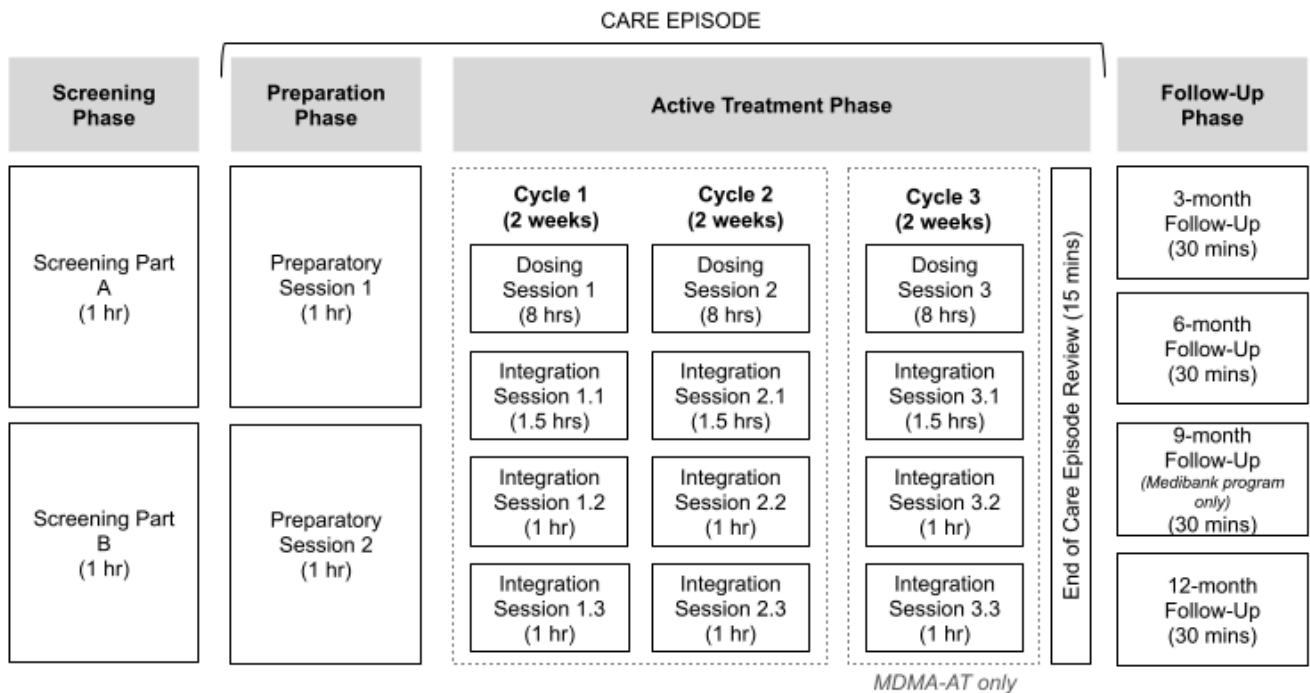 CARE EPISODE
Screening
Phase
Preparation
Phase
Active Treatment Phase
Follow-Up
Phase
Screening Part
A
(1 hr)
Screening Part
B
(1 hr)
Preparatory
Session 1
(1 hr)
Preparatory
Session 2
(1 hr)
Cycle 1
(2 weeks)
Dosing
Session 1
(8 hrs)
Integration
Session 1.1
(1.5 hrs)
Integration
Session 1.2
(1 hr)
Integration
Session 1.3
(1 hr)
Cycle 2
(2 weeks)
Dosing
Session 2
(8 hrs)
Integration
Session 2.1
(1.5 hrs)
Integration
Session 2.2
(1 hr)
Integration
Session 2.3
(1 hr)
Cycle 3
(2 weeks)
Dosing
Session 3
(8 hrs)
Integration
Session 3.1
(1.5 hrs)
Integration
Session 3.2
(1 hr)
Integration
Session 3.3
(1 hr)
MDMA-AT only
End of Care Episode Review (15 mins)
3-month
Follow-Up
(30 mins)
6-month
Follow-Up
(30 mins)
9-month
Follow-Up
(Medibank program
only)
(30 mins)
12-month
Follow-Up
(30 mins)